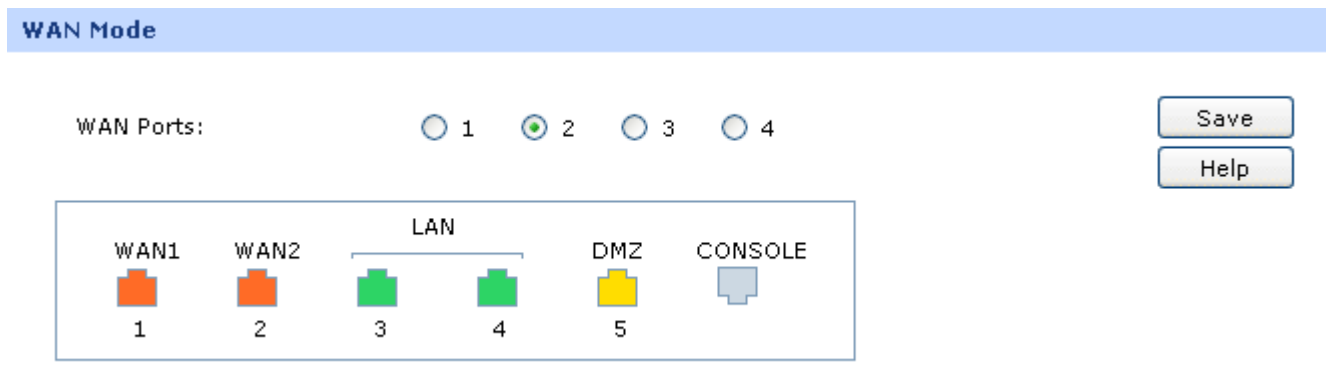 WAN Mode
WAN Ports: 1 2 3 4
Save
Help
LAN
WAN1 WAN2 DMZ CONSOLE
1 2 3 4 5